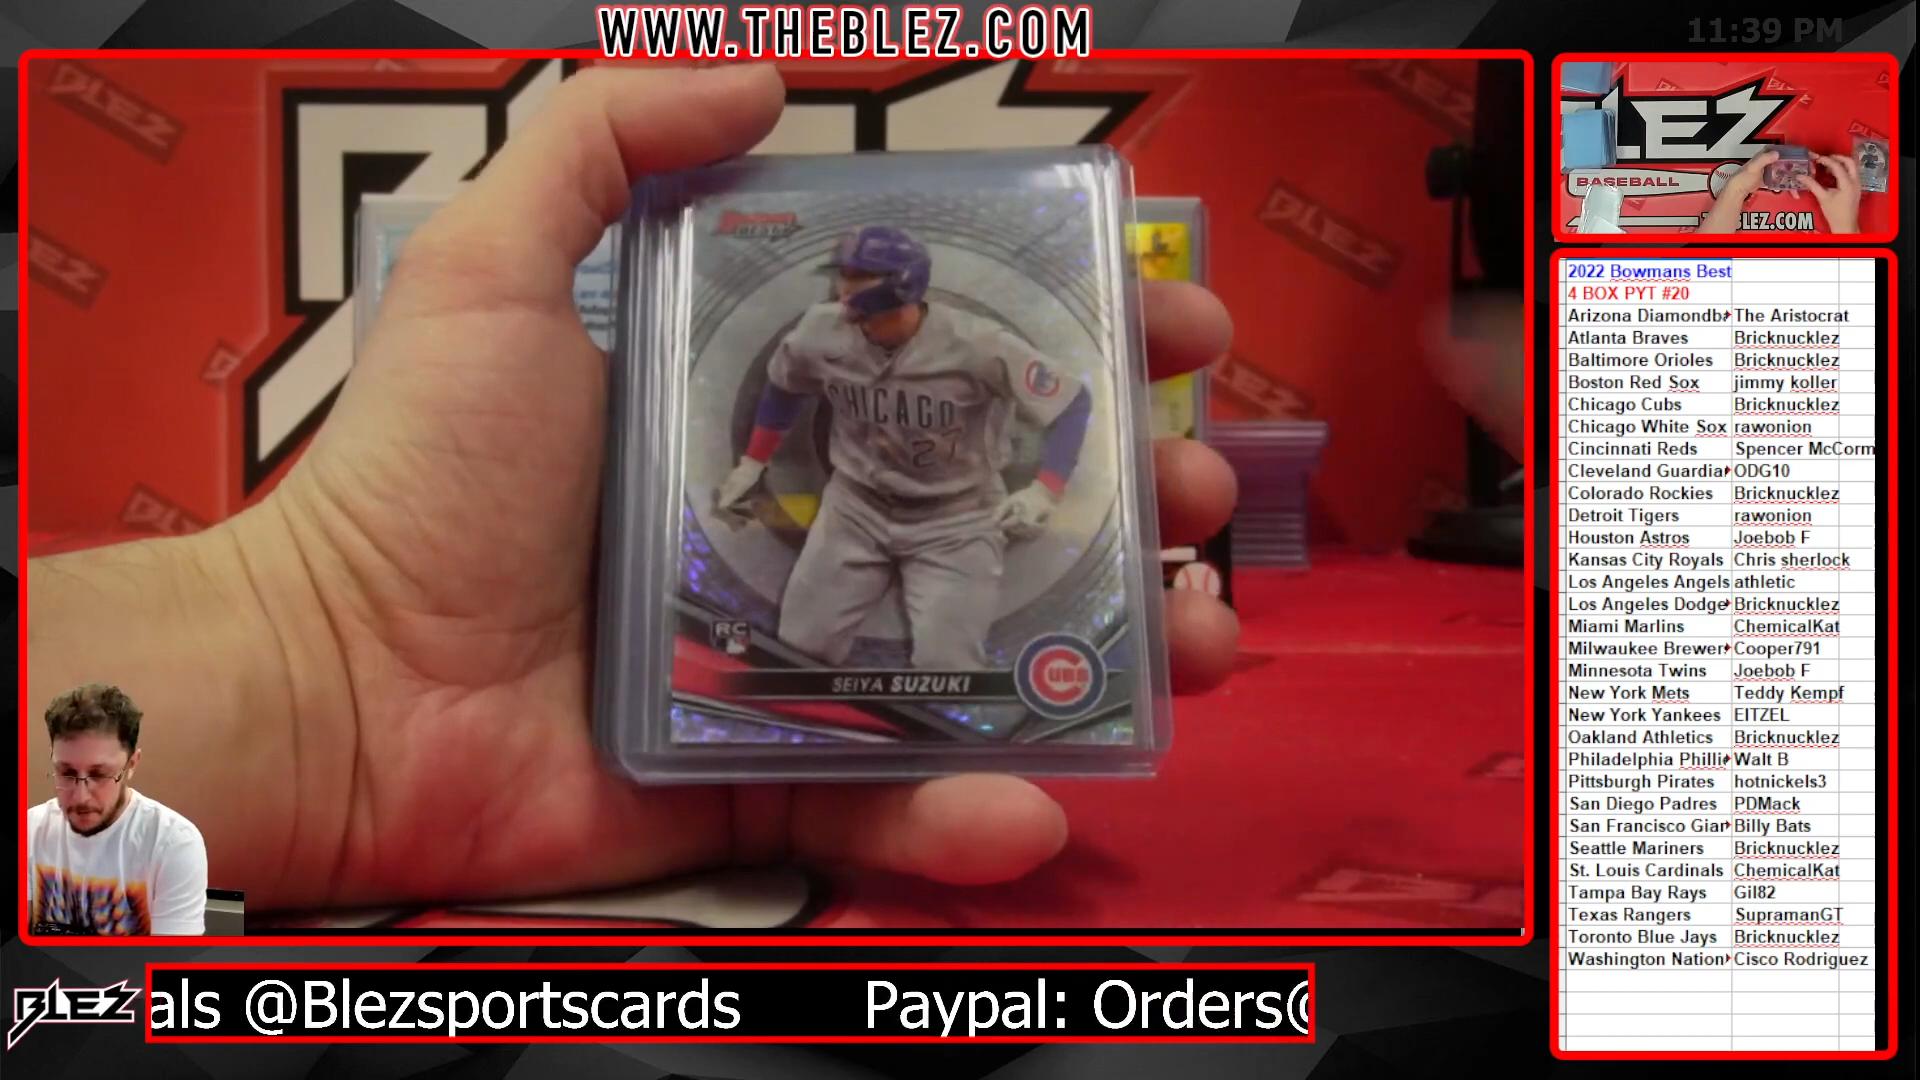 WWW.THEBLEZ.COM
11:39 PM
BLEZ
CHICAGO
27
RC
SEIYA SUZUKI
CUBS
LEZ
BASEBALL
BLEZ.COM
2022 Bowmans Best
4 BOX PYT #20
Arizona Diamondba The Aristocrat
Atlanta Braves Bricknucklez
Baltimore Orioles Bricknucklez
Boston Red Sox jimmy koller
Chicago Cubs Bricknucklez
Chicago White Sox rawonion
Cincinnati Reds Spencer McCorm
Cleveland Guardia ODG10
Colorado Rockies Bricknucklez
Detroit Tigers rawonion
Houston Astros Joebob F
Kansas City Royals Chris sherlock
Los Angeles Angels athletic
Los Angeles Dodge Bricknucklez
Miami Marlins ChemicalKat
Milwaukee Brewer Cooper791
Minnesota Twins Joebob F
New York Mets Teddy Kempf
New York Yankees EITZEL
Oakland Athletics Bricknucklez
Philadelphia Phillie Walt B
Pittsburgh Pirates hotnickels3
San Diego Padres PDMack
San Francisco Gian Billy Bats
Seattle Mariners Bricknucklez
St. Louis Cardinals ChemicalKat
Tampa Bay Rays Gil82
Texas Rangers SupramanGT
Toronto Blue Jays Bricknucklez
Washington Nation Cisco Rodriguez
BLEZ
als @Blezsportscards Paypal: Orders@